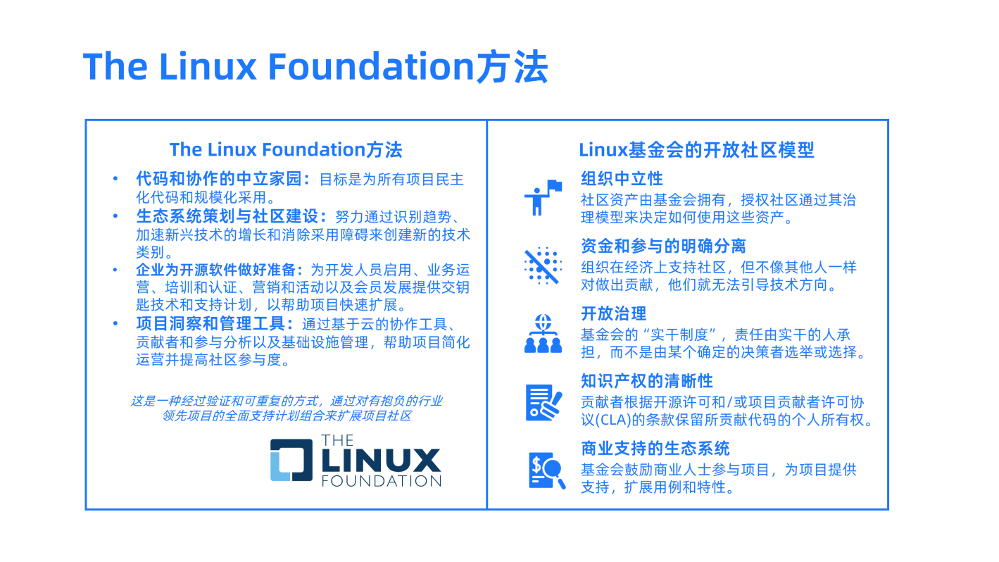 The Linux Foundation方法
The Linux Foundation方法
• 代码和协作的中立家园：目标是为所有项目民主
化代码和规模化采用。
• 生态系统策划与社区建设：努力通过识别趋势、
加速新兴技术的增长和消除采用障碍来创建新的技术
类别。
• 企业为开源软件做好准备：为开发人员启用、业务运
营、培训和认证、营销和活动以及会员发展提供交钥
匙技术和支持计划，以帮助项目快速扩展。
• 项目洞察和管理工具：通过基于云的协作工具、
贡献者和参与分析以及基础设施管理，帮助项目简化
运营并提高社区参与度。
这是一种经过验证和可重复的方式，通过对有抱负的行业
领先项目的全面支持计划组合来扩展项目社区
THE
LINUX
FOUNDATION
Linux基金会的开放社区模型
组织中立性
社区资产由基金会拥有，授权社区通过其治
理模型来决定如何使用这些资产。
资金和参与的明确分离
组织在经济上支持社区，但不像其他人一样
对做出贡献，他们就无法引导技术方向。
开放治理
基金会的“实干制度”，责任由实干的人承
担，而不是由某个确定的决策者选举或选择。
知识产权的清晰性
贡献者根据开源许可和/或项目贡献者许可协
议(CLA)的条款保留所贡献代码的个人所有权。
$
商业支持的生态系统
基金会鼓励商业人士参与项目，为项目提供
支持，扩展用例和特性。